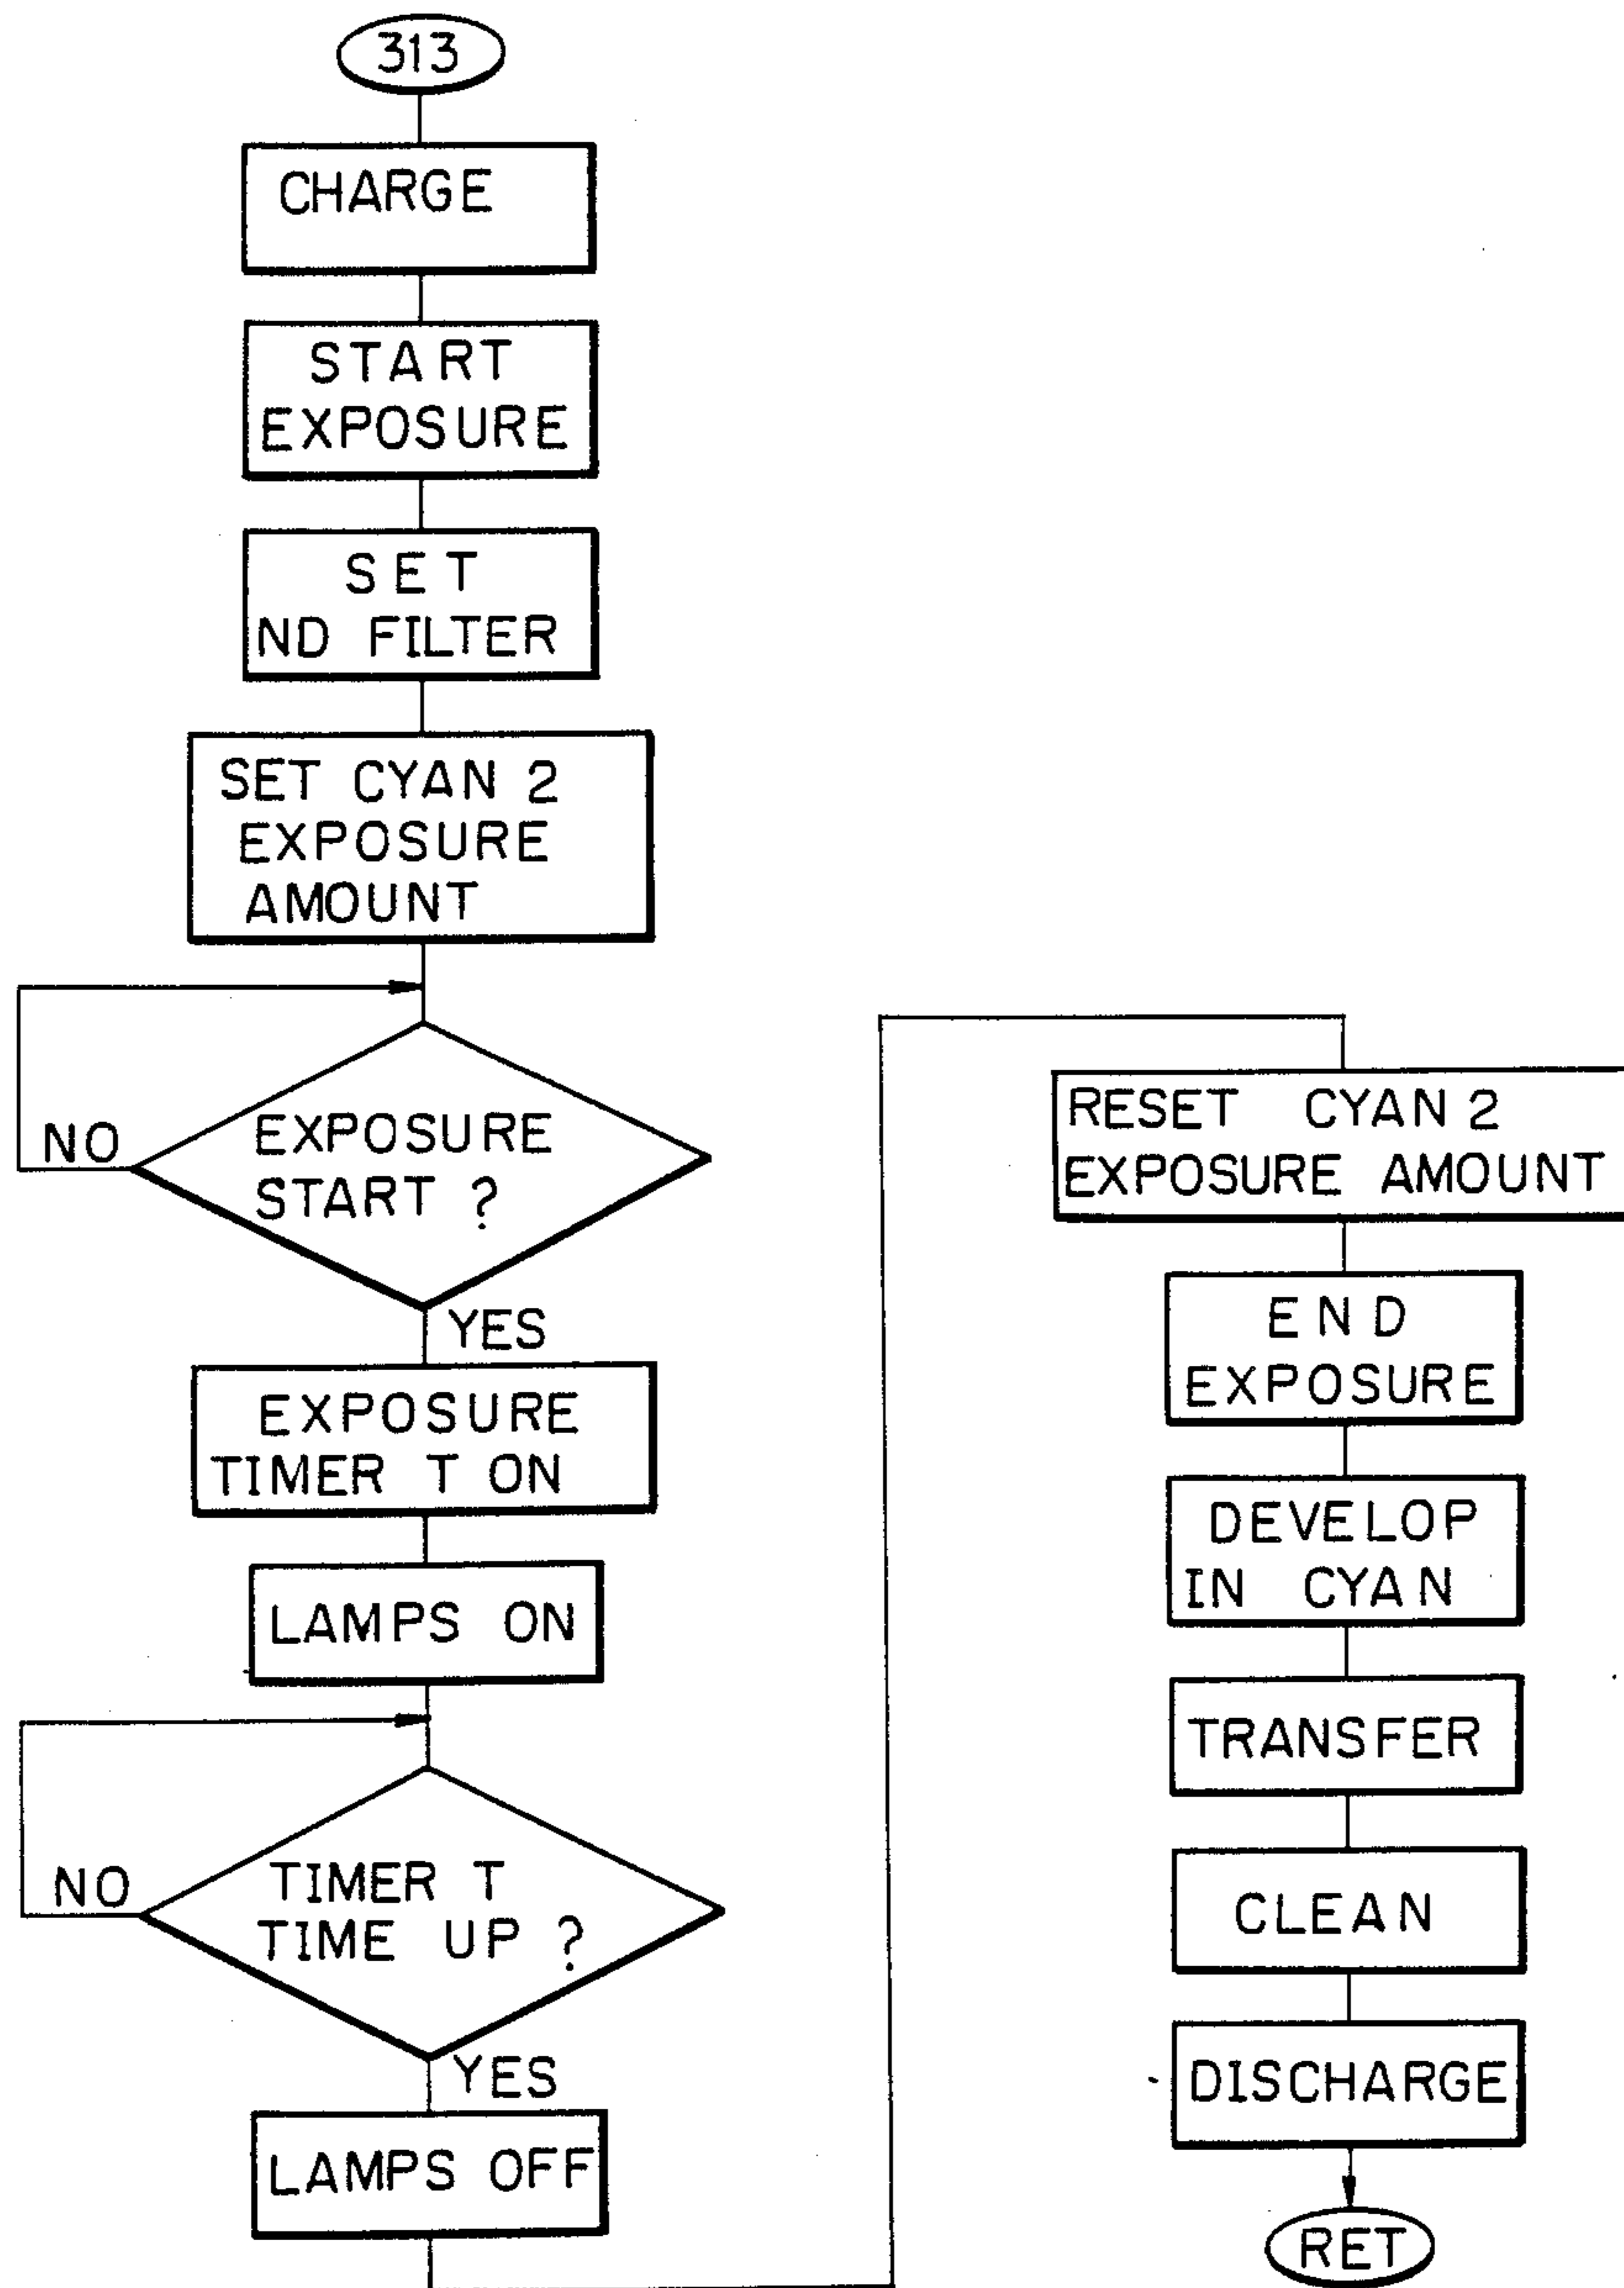 313
CHARGE
START
EXPOSURE
SET
ND FILTER
SET CYAN 2
EXPOSURE
AMOUNT
NO
EXPOSURE
START ?
YES
EXPOSURE
TIMER T ON
LAMPS ON
NO
TIMER T
TIME UP ?
YES
LAMPS OFF
RESET CYAN 2
EXPOSURE AMOUNT
END
EXPOSURE
DEVELOP
IN CYAN
TRANSFER
CLEAN
DISCHARGE
RET